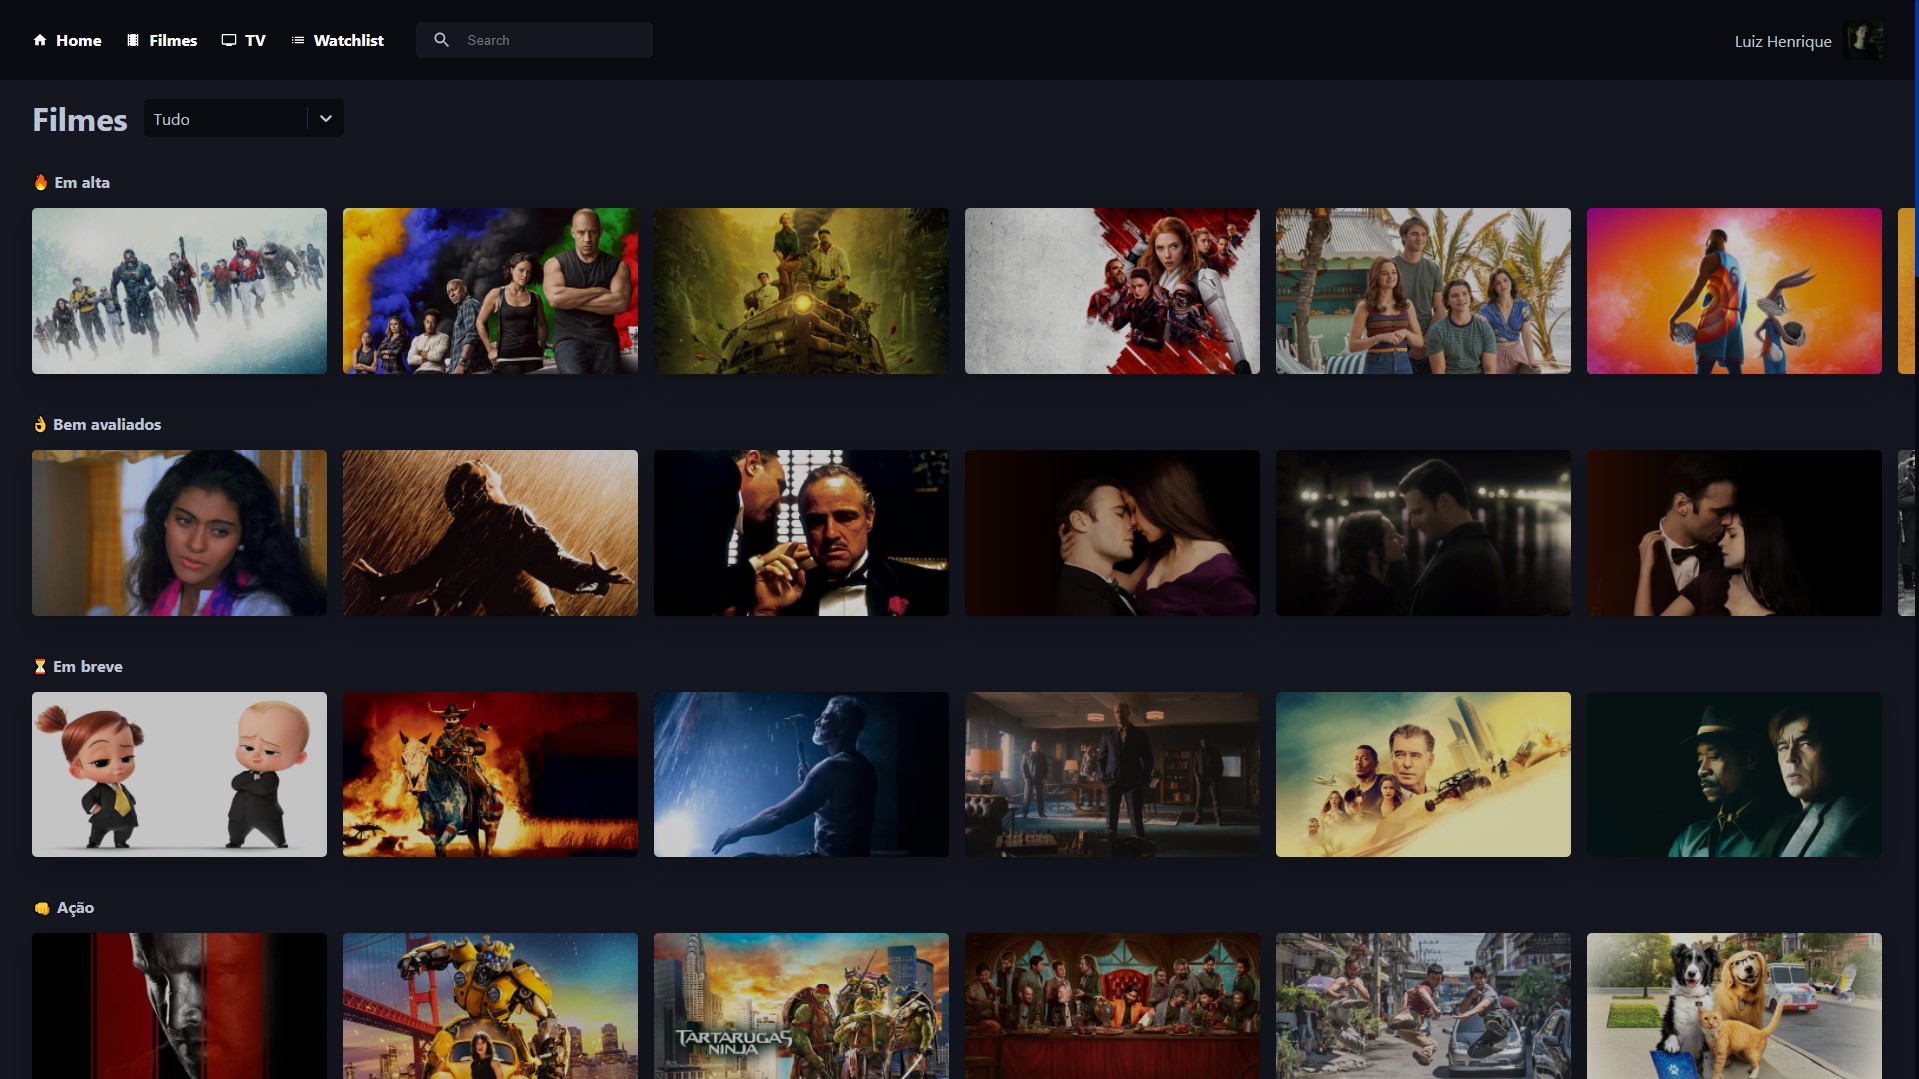 Home Filmes TV Watchlist Search Luiz Henrique
Filmes Tudo
Em alta
Bem avaliados
Em breve
Ação
TARTARUGAS
NINJA